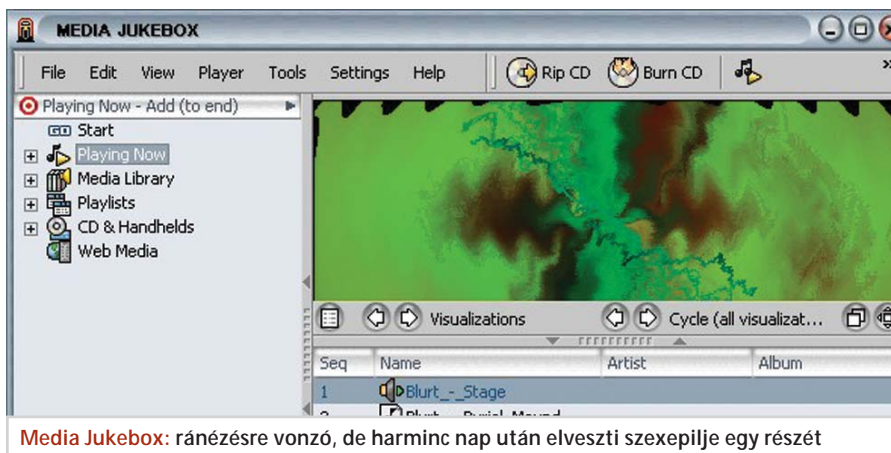 MEDIA JUKEBOX
File Edit View Player Tools Settings Help Rip CD Burn CD »
Playing Now - Add (to end)
GO Start
Playing Now
Media Library
Playlists
CD & Handhelds
Web Media
Visualizations Cycle (all visualizat...
Seq Name Artist Album
1 Blurt_-_Stage
Media Jukebox: ránézésre vonzó, de harminc nap után elveszti szexepilje egy részét